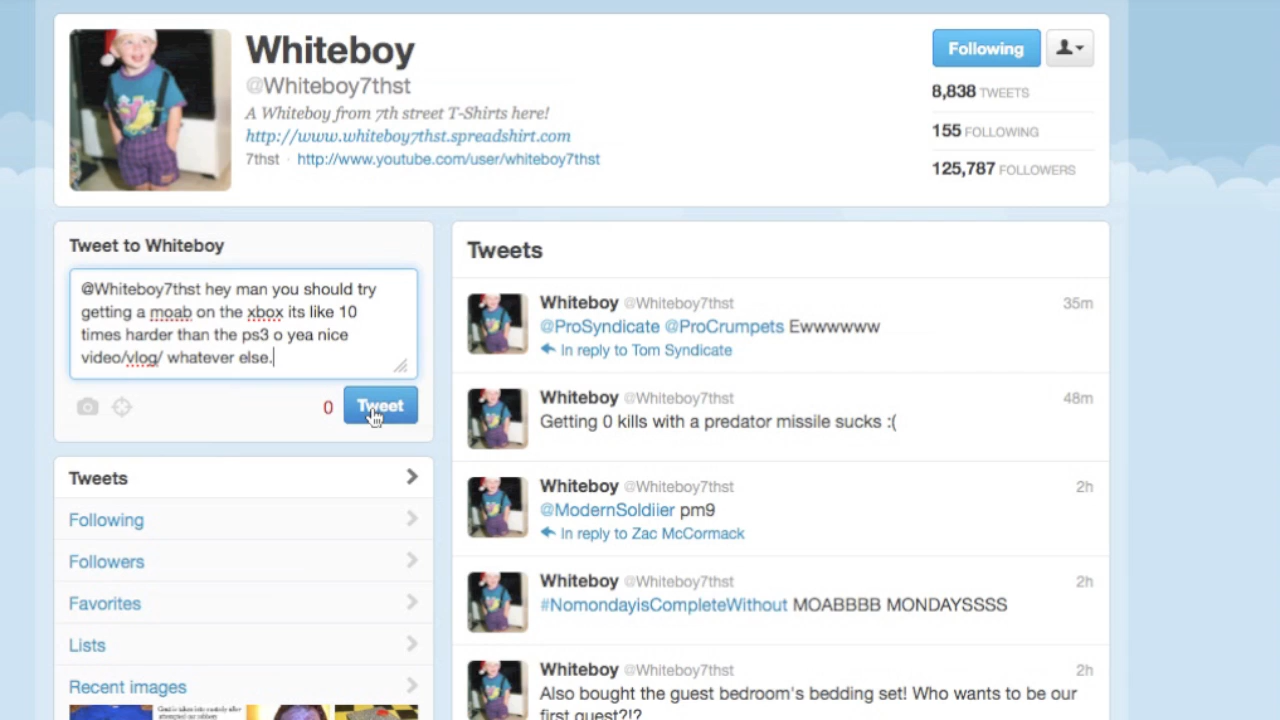 Whiteboy
@Whiteboy7thst
A Whiteboy from 7th street T-Shirts here!
http://www.whiteboy7thst.spreadshirt.com
7thst · http://www.youtube.com/user/whiteboy7thst
Following
8,838 TWEETS
155 FOLLOWING
125,787 FOLLOWERS
Tweet to Whiteboy
@Whiteboy7thst hey man you should try
getting a moab on the xbox its like 10
times harder than the ps3 o yea nice
video/vlog/ whatever else.
0
Tweet
Tweets
Following
Followers
Favorites
Lists
Recent images
Tweets
Whiteboy @Whiteboy7thst 35m
@ProSyndicate @ProCrumpets Ewwwwww
In reply to Tom Syndicate
Whiteboy @Whiteboy7thst 48m
Getting 0 kills with a predator missile sucks :(
Whiteboy @Whiteboy7thst 2h
@ModernSoldiier pm9
In reply to Zac McCormack
Whiteboy @Whiteboy7thst 2h
#NomondayisCompleteWithout MOABBBB MONDAYSSSS
Whiteboy @Whiteboy7thst 2h
Also bought the guest bedroom's bedding set! Who wants to be our
first guest?!?